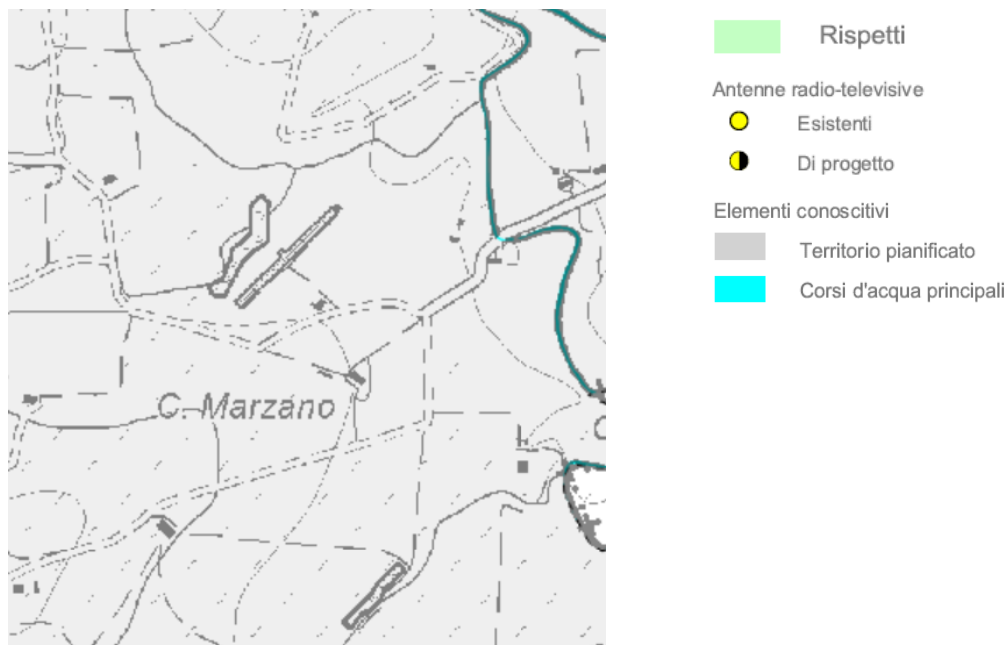 C. Marzano
Rispetti
Antenne radio-televisive
Esistenti
Di progetto
Elementi conoscitivi
Territorio pianificato
Corsi d'acqua principali